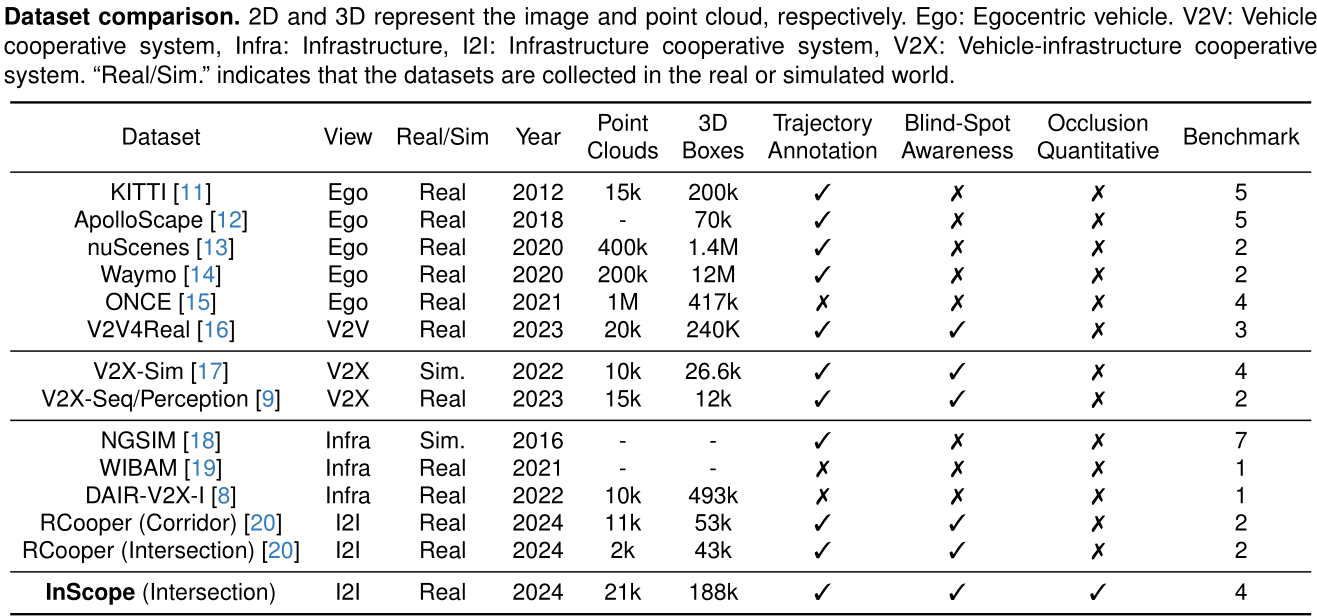 Dataset comparison. 2D and 3D represent the image and point cloud, respectively. Ego: Egocentric vehicle. V2V: Vehicle
cooperative system, Infra: Infrastructure, I2I: Infrastructure cooperative system, V2X: Vehicle-infrastructure cooperative
system. “Real/Sim.” indicates that the datasets are collected in the real or simulated world.
Dataset View Real/Sim Year Point Clouds 3D Boxes Trajectory Annotation Blind-Spot Awareness Occlusion Quantitative Benchmark
KITTI [11] Ego Real 2012 15k 200k ✓ ✗ ✗ 5
ApolloScape [12] Ego Real 2018 - 70k ✓ ✗ ✗ 5
nuScenes [13] Ego Real 2020 400k 1.4M ✓ ✗ ✗ 2
Waymo [14] Ego Real 2020 200k 12M ✓ ✗ ✗ 2
ONCE [15] Ego Real 2021 1M 417k ✗ ✗ ✗ 4
V2V4Real [16] V2V Real 2023 20k 240K ✓ ✓ ✗ 3
V2X-Sim [17] V2X Sim. 2022 10k 26.6k ✓ ✓ ✗ 4
V2X-Seq/Perception [9] V2X Real 2023 15k 12k ✓ ✓ ✗ 2
NGSIM [18] Infra Sim. 2016 - - ✓ ✗ ✗ 7
WIBAM [19] Infra Real 2021 - - ✗ ✗ ✗ 1
DAIR-V2X-I [8] Infra Real 2022 10k 493k ✗ ✗ ✗ 1
RCooper (Corridor) [20] I2I Real 2024 11k 53k ✓ ✓ ✗ 2
RCooper (Intersection) [20] I2I Real 2024 2k 43k ✓ ✓ ✗ 2
InScope (Intersection) I2I Real 2024 21k 188k ✓ ✓ ✓ 4